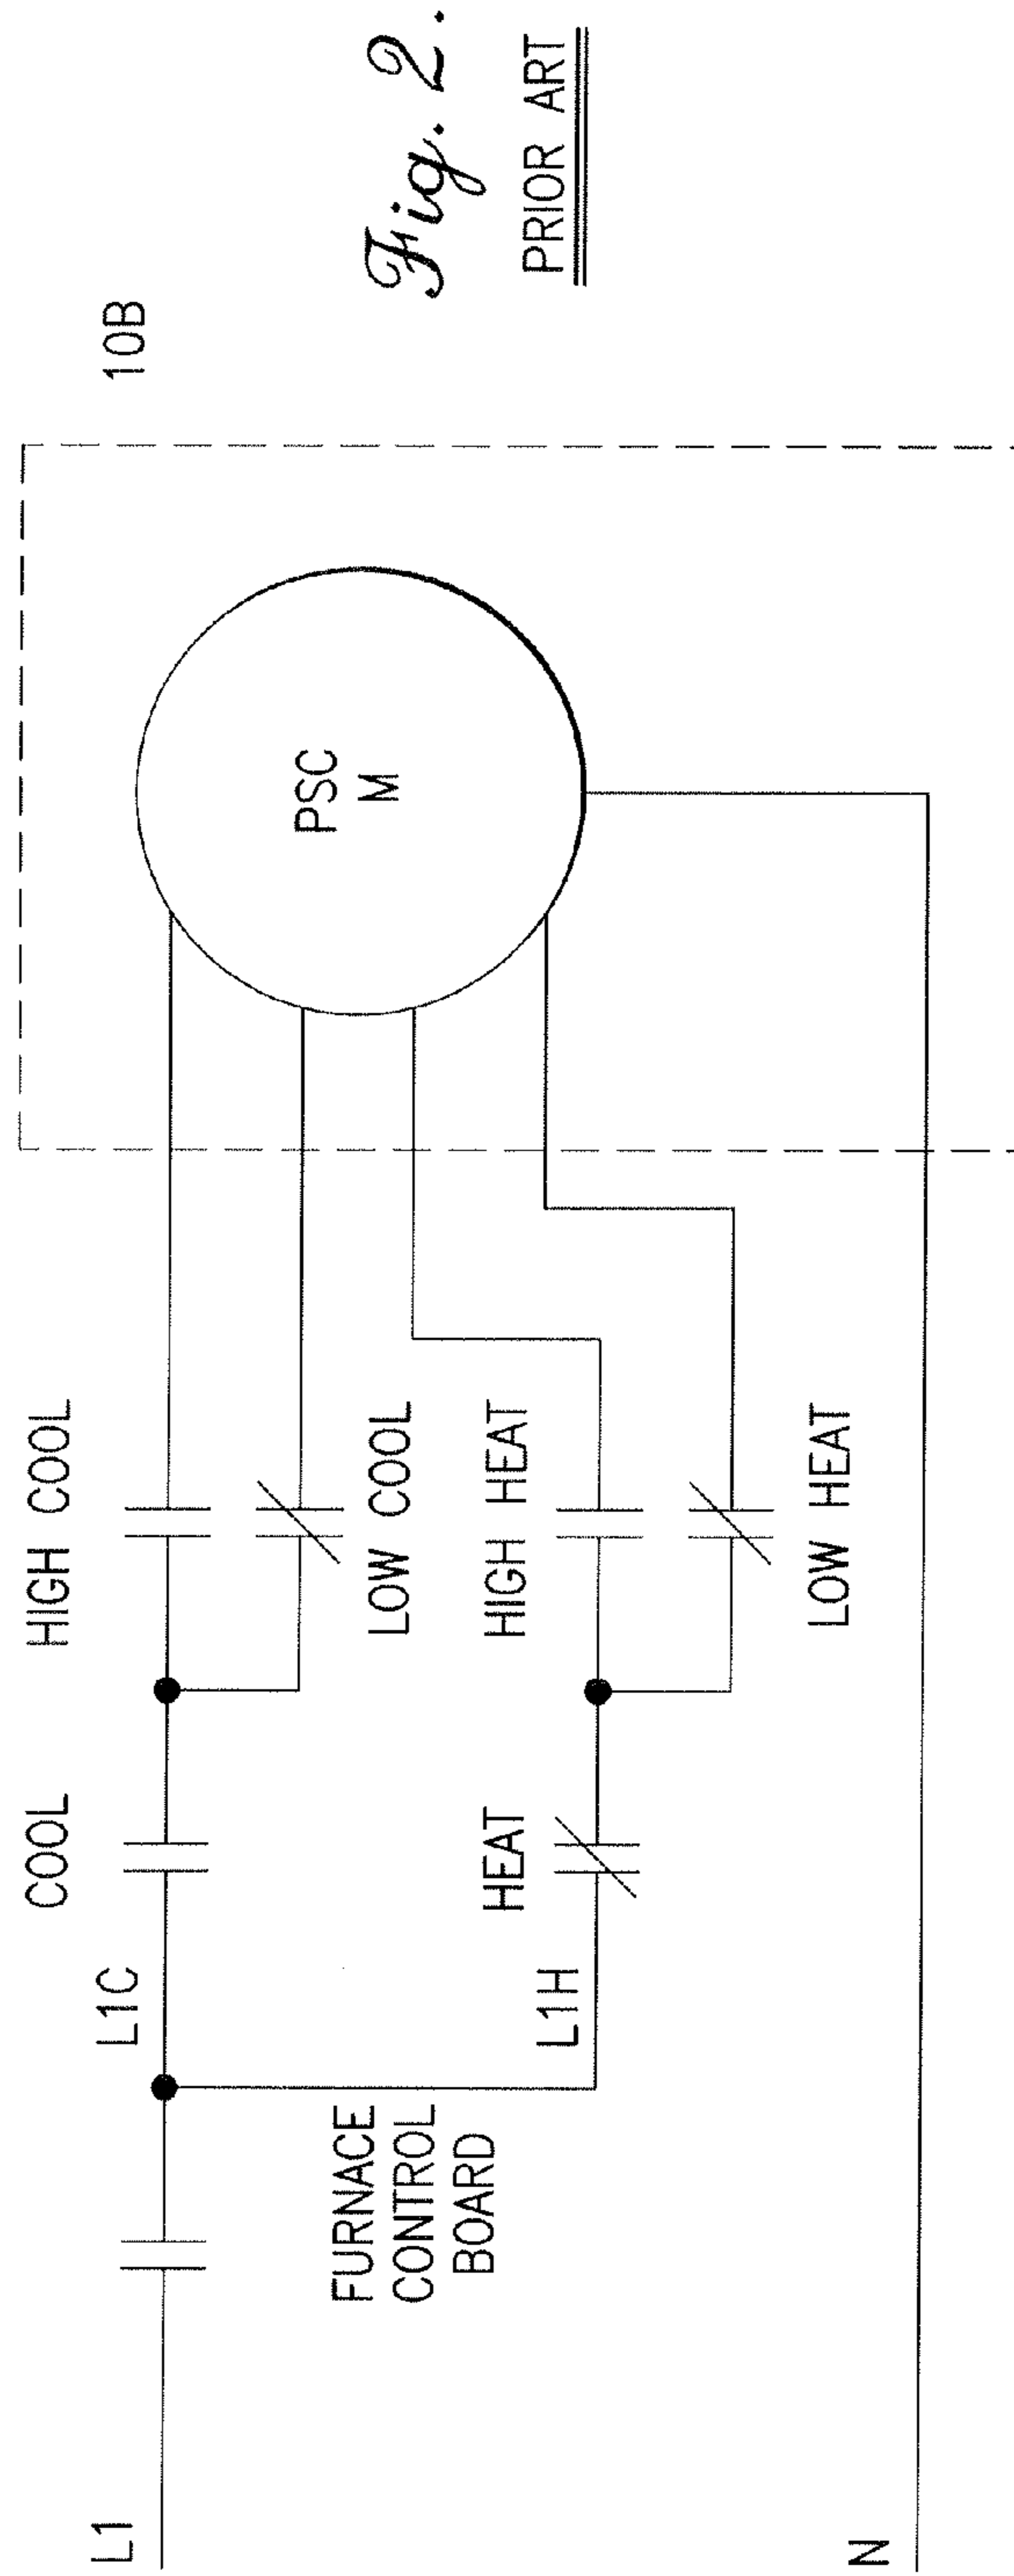 L1
L1C
COOL
HIGH COOL
LOW COOL
FURNACE
CONTROL
BOARD
L1H
HEAT
HIGH HEAT
LOW HEAT
N
PSC
M
10B
Fig. 2.
PRIOR ART